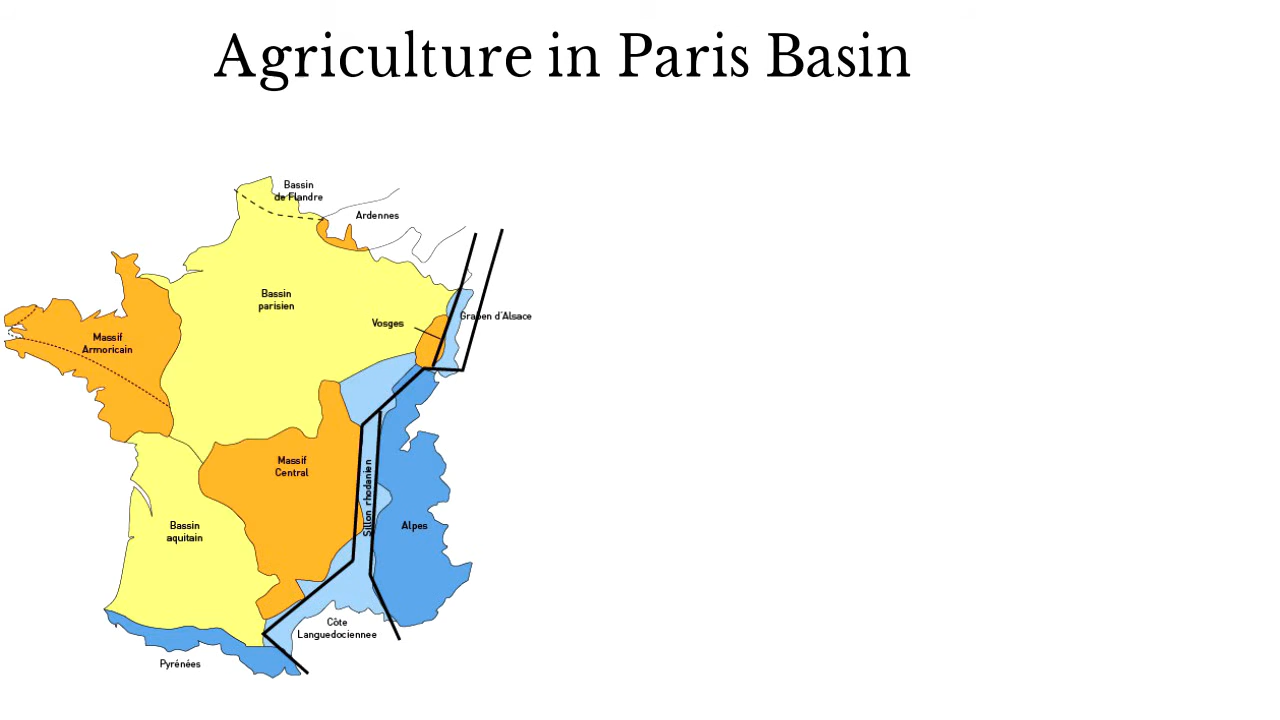 Agriculture in Paris Basin
Bassin
de Flandre
Ardennes
Bassin
parisien
Vosges
Graben d'Alsace
Massif
Armoricain
Massif
Central
Sillon rhodanien
Bassin
aquitain
Alpes
Côte
Languedociennee
Pyrénées